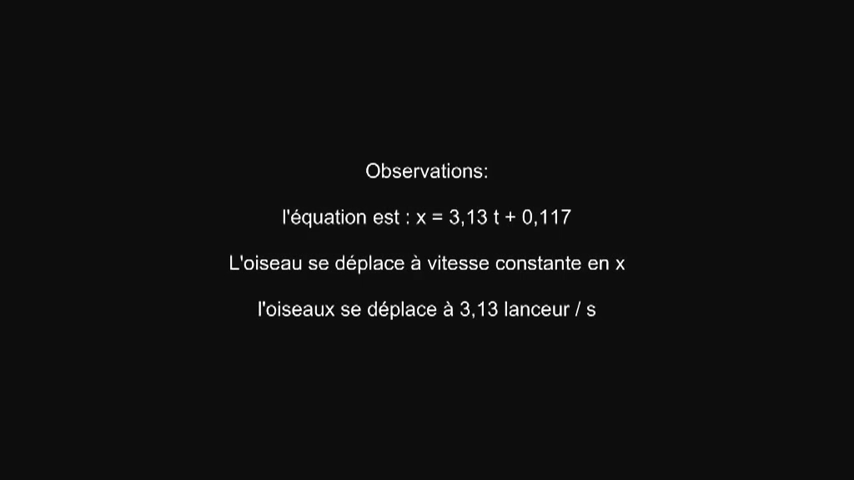 Observations:
l'équation est : x = 3,13 t + 0,117
L'oiseau se déplace à vitesse constante en x
l'oiseaux se déplace à 3,13 lanceur / s